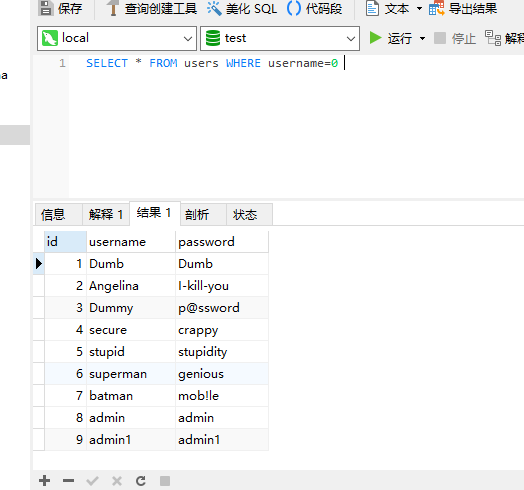 保存 查询创建工具 美化 SQL () 代码段 文本 导出结果
local test 运行 停止 解释
na
1 SELECT * FROM users WHERE username=0
信息 解释 1 结果 1 剖析 状态
id username password
1 Dumb Dumb
2 Angelina I-kill-you
3 Dummy p@ssword
4 secure crappy
5 stupid stupidity
6 superman genious
7 batman mob!le
8 admin admin
9 admin1 admin1